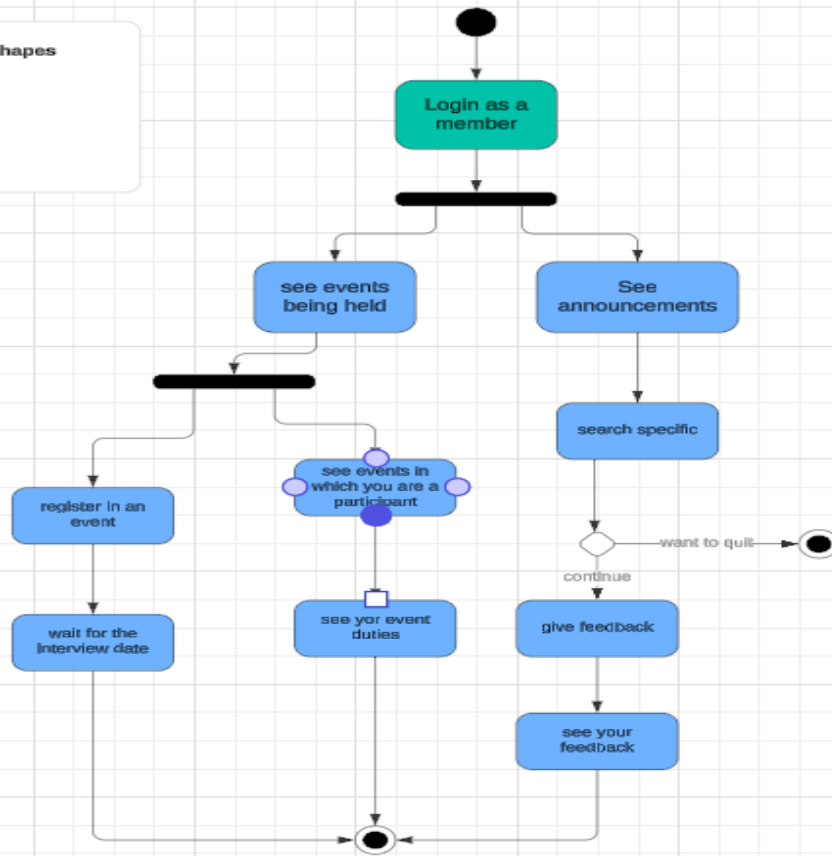 hapes
Login as a
member
see events
being held
See
announcements
search specific
see events in
which you are a
participant
register in an
event
want to quit
continue
see yor event
duties
give feedback
wait for the
interview date
see your
feedback